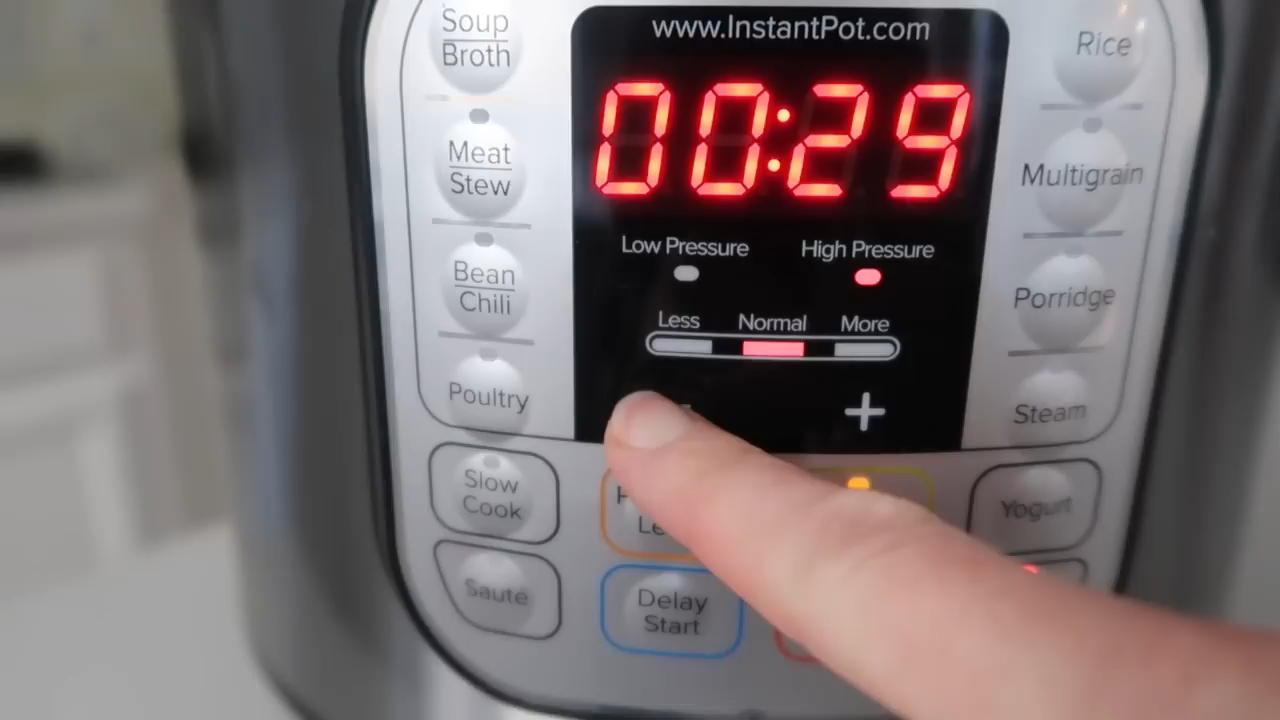 www.InstantPot.com
Soup
Broth
Rice
00:29
Meat
Stew
Multigrain
Low Pressure
High Pressure
Bean
Chili
Porridge
Less
Normal
More
Poultry
+
Steam
Slow
Cook
Yogurt
Saute
Delay
Start